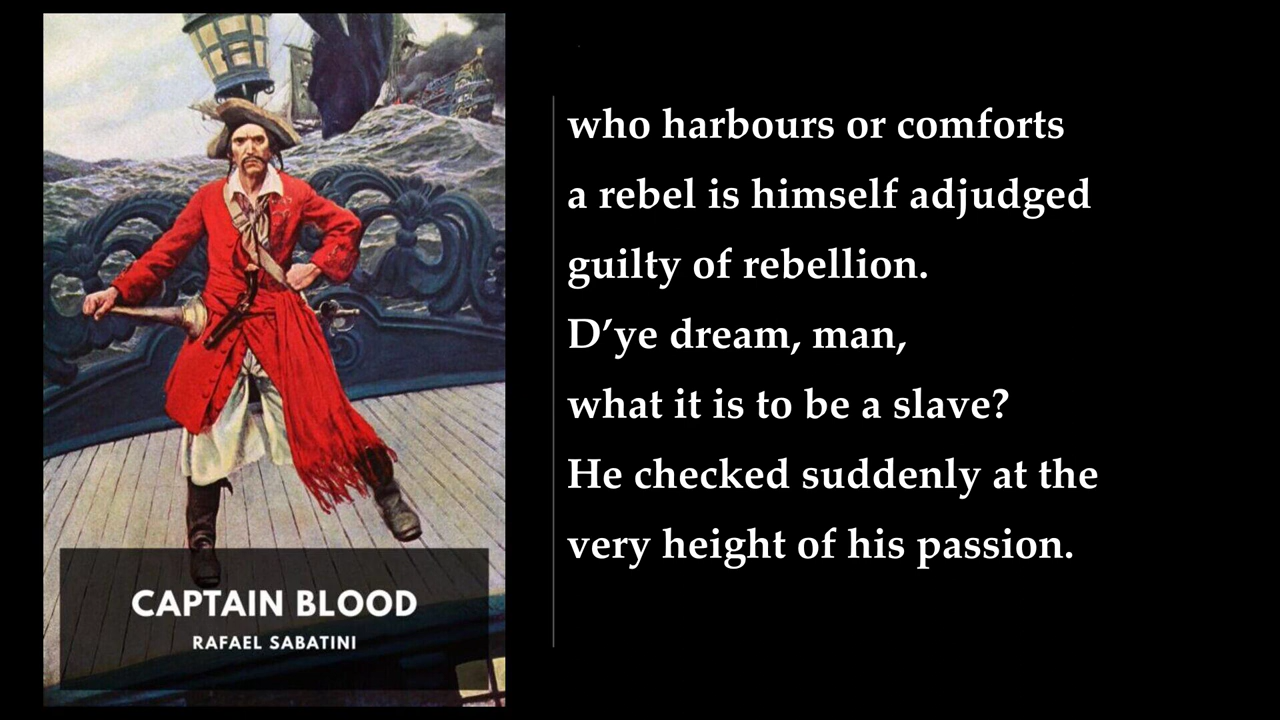 CAPTAIN BLOOD
RAFAEL SABATINI
who harbours or comforts
a rebel is himself adjudged
guilty of rebellion.
D’ye dream, man,
what it is to be a slave?
He checked suddenly at the
very height of his passion.